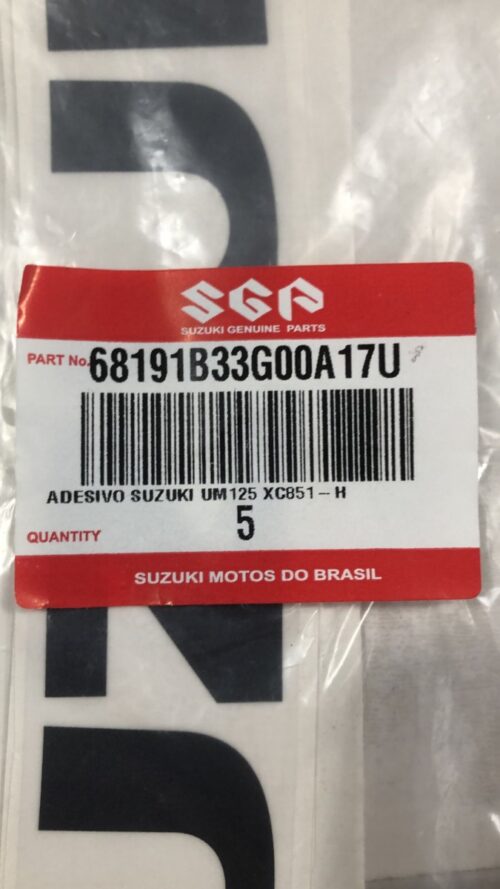 SGP
SUZUKI GENUINE PARTS
PART No. 68191B33G00A17U
ADESIVO SUZUKI UM125 XC851-H
QUANTITY 5
SUZUKI MOTOS DO BRASIL